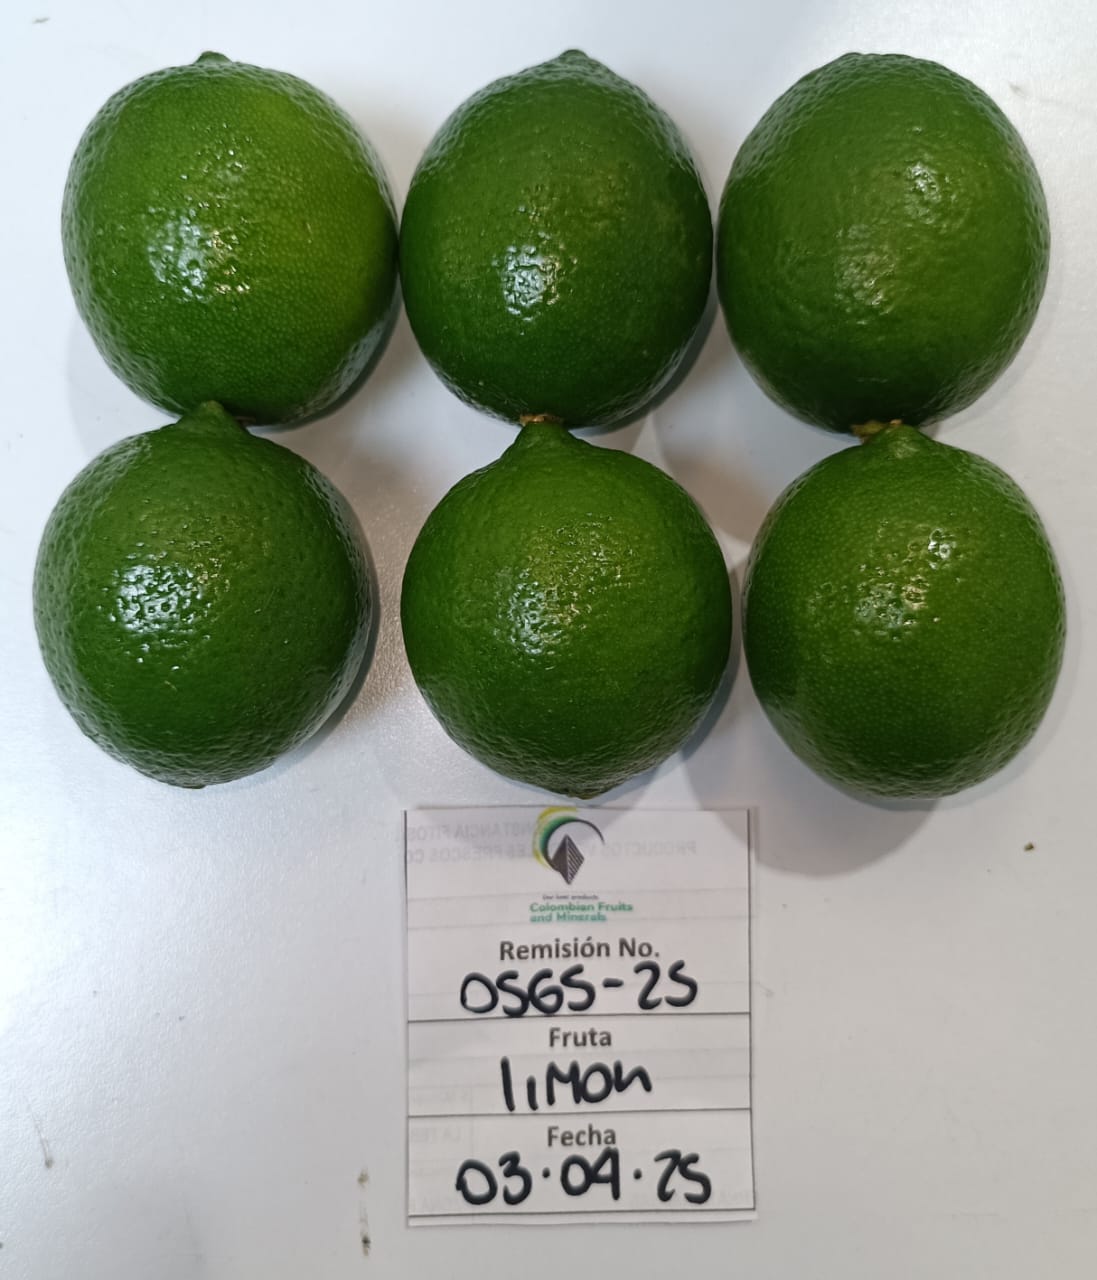 Our best products
Colombian Fruits
and Minerals
Remisión No.
0565-25
Fruta
limon
Fecha
03.04.25